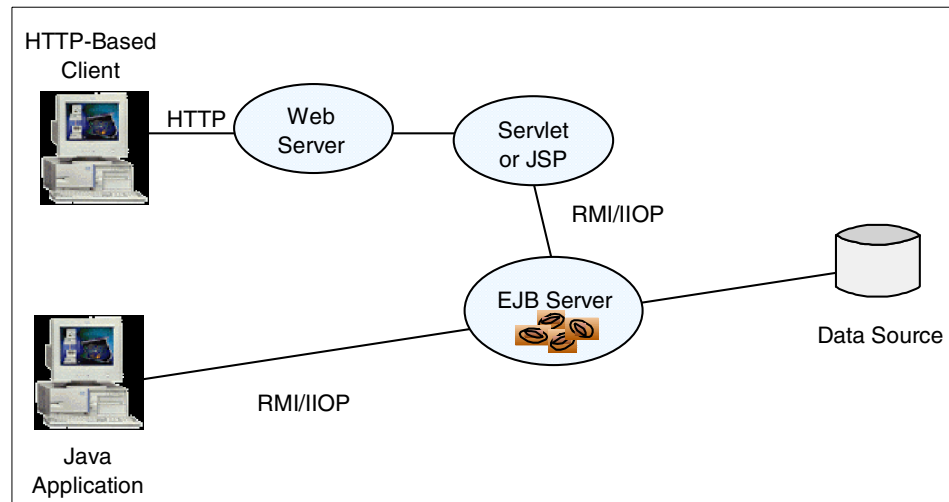 HTTP-Based
Client
HTTP
Web
Server
Servlet
or JSP
RMI/IIOP
EJB Server
Data Source
RMI/IIOP
Java
Application